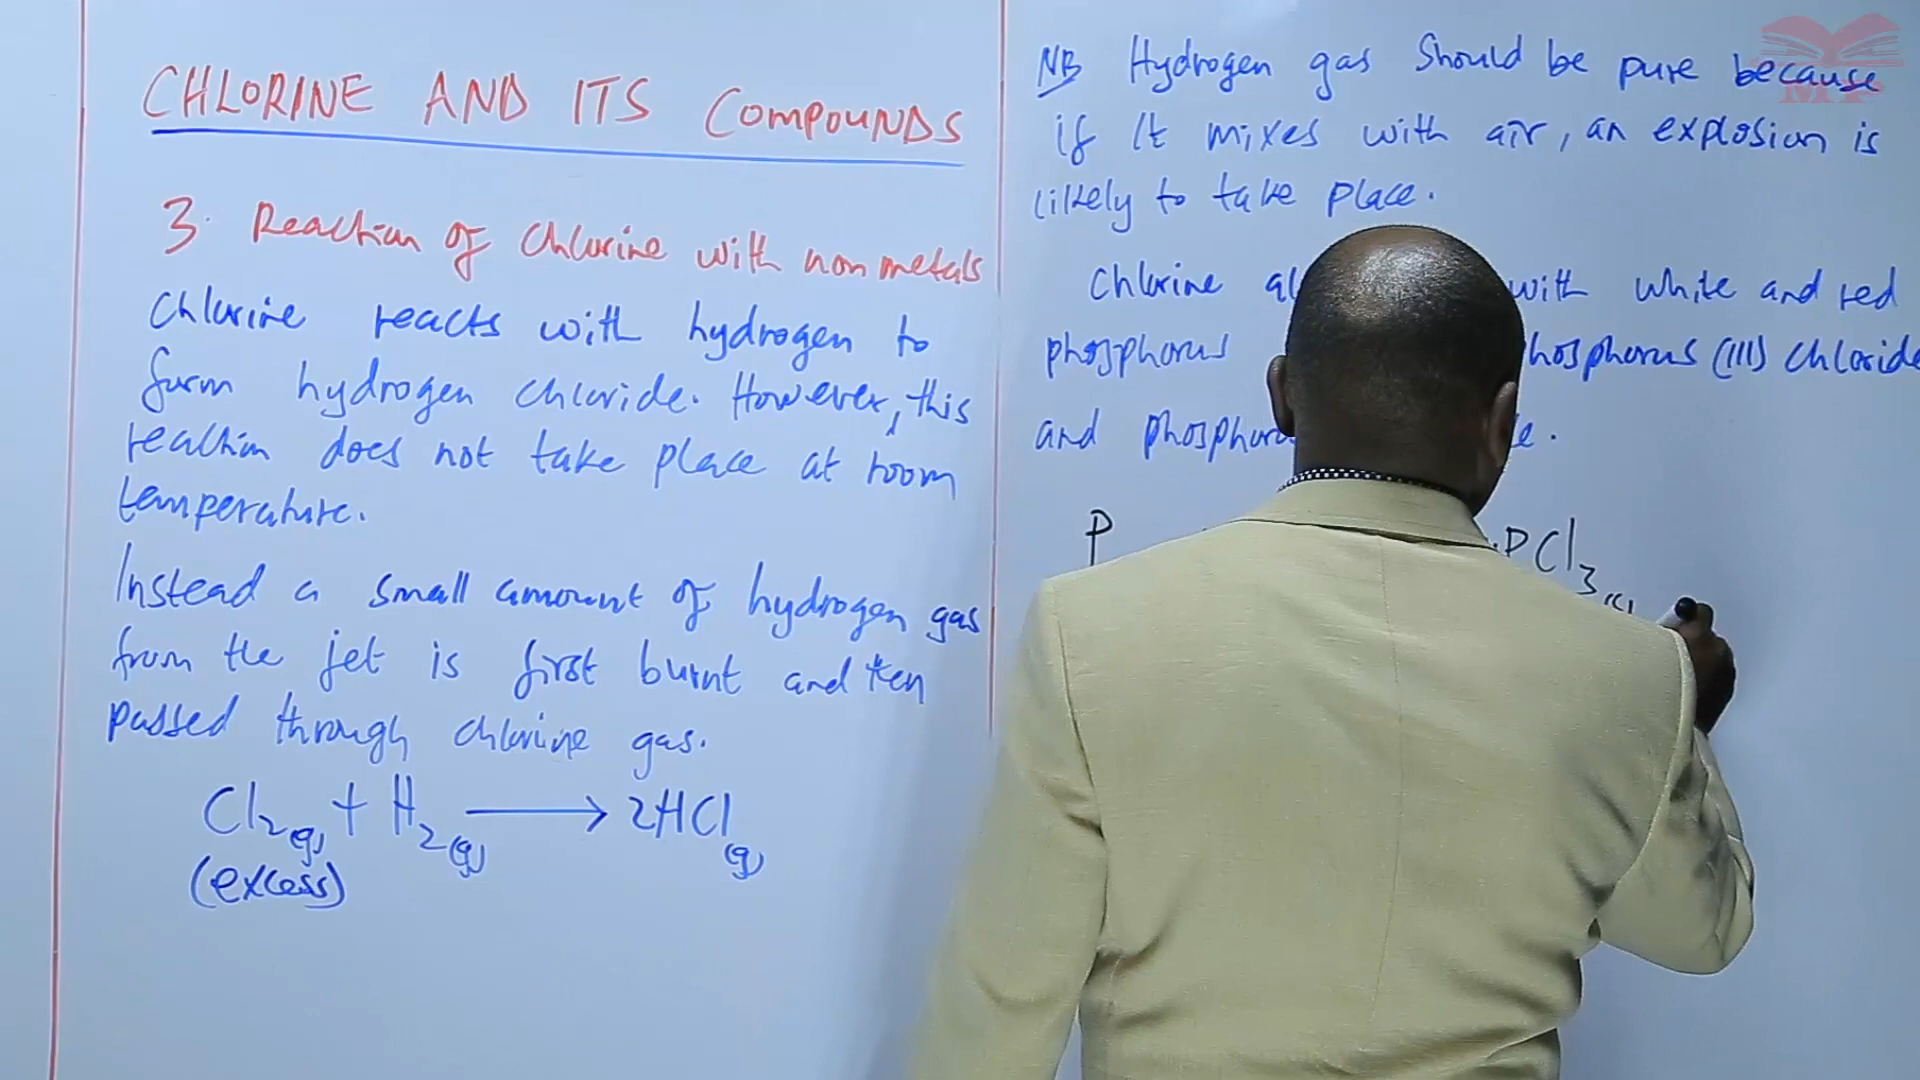 CHLORINE AND ITS COMPOUNDS
3. Reaction of Chlorine with non metals
Chlorine reacts with hydrogen to
form hydrogen chloride. However, this
reaction does not take place at room
temperature.
Instead a small amount of hydrogen gas
from the jet is first burnt and then
passed through chlorine gas.
Cl2(g) + H2(g) → 2HCl(g)
(excess)
NB Hydrogen gas should be pure because
if it mixes with air, an explosion is
likely to take place.
Chlorine with white and red
phosphorus (III) chloride
and
P PCl3(s)
MP